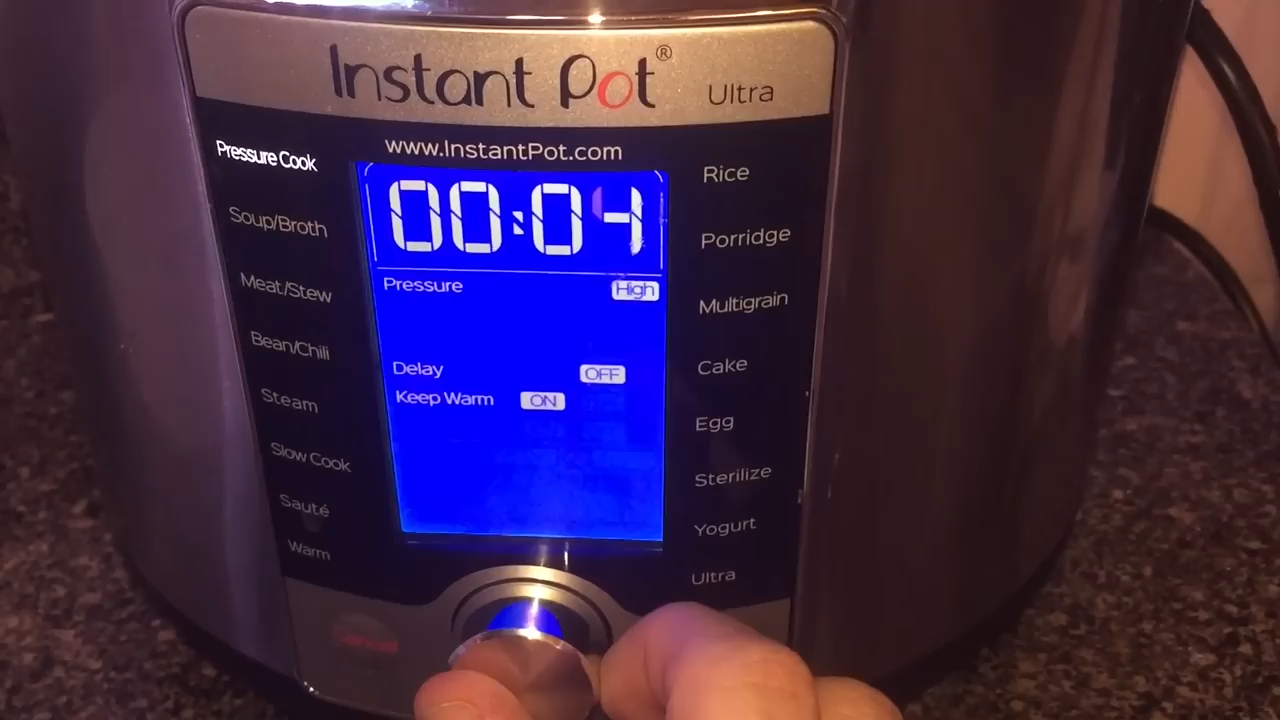 Instant Pot® Ultra
www.InstantPot.com
Pressure Cook
Soup/Broth
Meat/Stew
Bean/Chili
Steam
Slow Cook
Sauté
Warm
00:04
Pressure High
Delay OFF
Keep Warm ON
Rice
Porridge
Multigrain
Cake
Egg
Sterilize
Yogurt
Ultra
Cancel